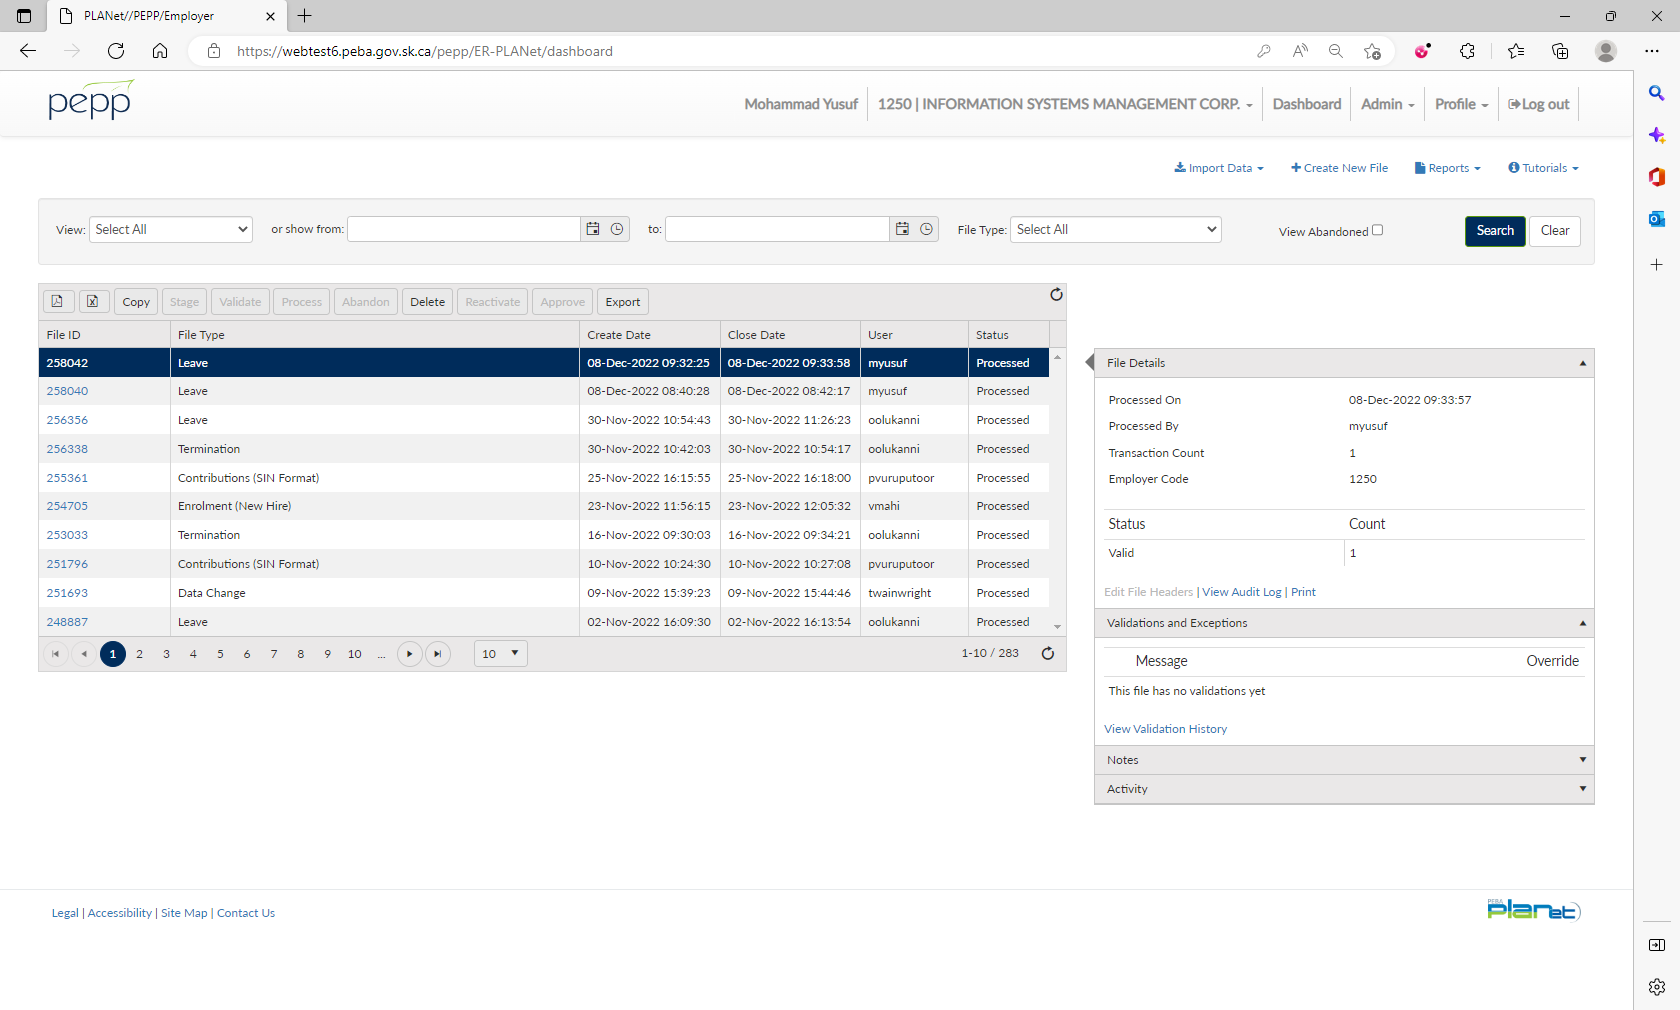 PLANet//PEPP/Employer
https://webtest6.peba.gov.sk.ca/pepp/ER-PLANet/dashboard
pepp
Mohammad Yusuf 1250 | INFORMATION SYSTEMS MANAGEMENT CORP. Dashboard Admin Profile Log out
Import Data Create New File Reports Tutorials
View: Select All or show from: to: File Type: Select All View Abandoned Search Clear
Copy Stage Validate Process Abandon Delete Reactivate Approve Export
File ID File Type Create Date Close Date User Status
258042 Leave 08-Dec-2022 09:32:25 08-Dec-2022 09:33:58 myusuf Processed
258040 Leave 08-Dec-2022 08:40:28 08-Dec-2022 08:42:17 myusuf Processed
256356 Leave 30-Nov-2022 10:54:43 30-Nov-2022 11:26:23 oolukanni Processed
256338 Termination 30-Nov-2022 10:42:03 30-Nov-2022 10:54:17 oolukanni Processed
255361 Contributions (SIN Format) 25-Nov-2022 16:15:55 25-Nov-2022 16:18:00 pvuruputoor Processed
254705 Enrolment (New Hire) 23-Nov-2022 11:56:15 23-Nov-2022 12:05:32 vmahi Processed
253033 Termination 16-Nov-2022 09:30:03 16-Nov-2022 09:34:21 oolukanni Processed
251796 Contributions (SIN Format) 10-Nov-2022 10:24:30 10-Nov-2022 10:27:08 pvuruputoor Processed
251693 Data Change 09-Nov-2022 15:39:23 09-Nov-2022 15:44:46 twainwright Processed
248887 Leave 02-Nov-2022 16:09:30 02-Nov-2022 16:13:54 oolukanni Processed
1 2 3 4 5 6 7 8 9 10 ... 10 1-10 / 283
File Details
Processed On 08-Dec-2022 09:33:57
Processed By myusuf
Transaction Count 1
Employer Code 1250
Status Count
Valid 1
Edit File Headers | View Audit Log | Print
Validations and Exceptions
Message Override
This file has no validations yet
View Validation History
Notes
Activity
Legal | Accessibility | Site Map | Contact Us
PEBA
planet